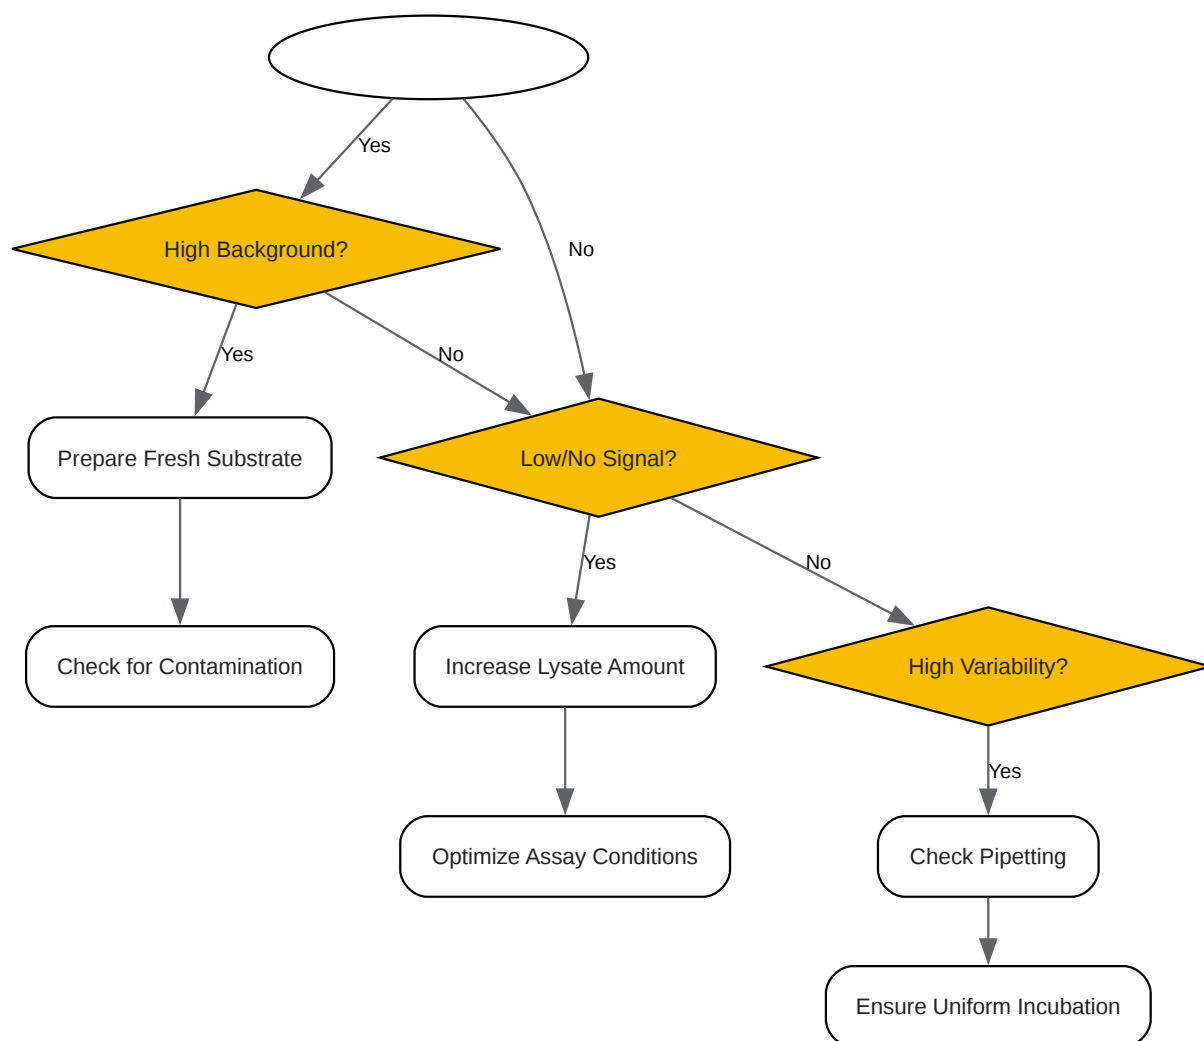 Yes
No
High Background?
Yes
No
Prepare Fresh Substrate
Low/No Signal?
Yes
No
Check for Contamination
Increase Lysate Amount
High Variability?
Yes
Optimize Assay Conditions
Check Pipetting
Ensure Uniform Incubation